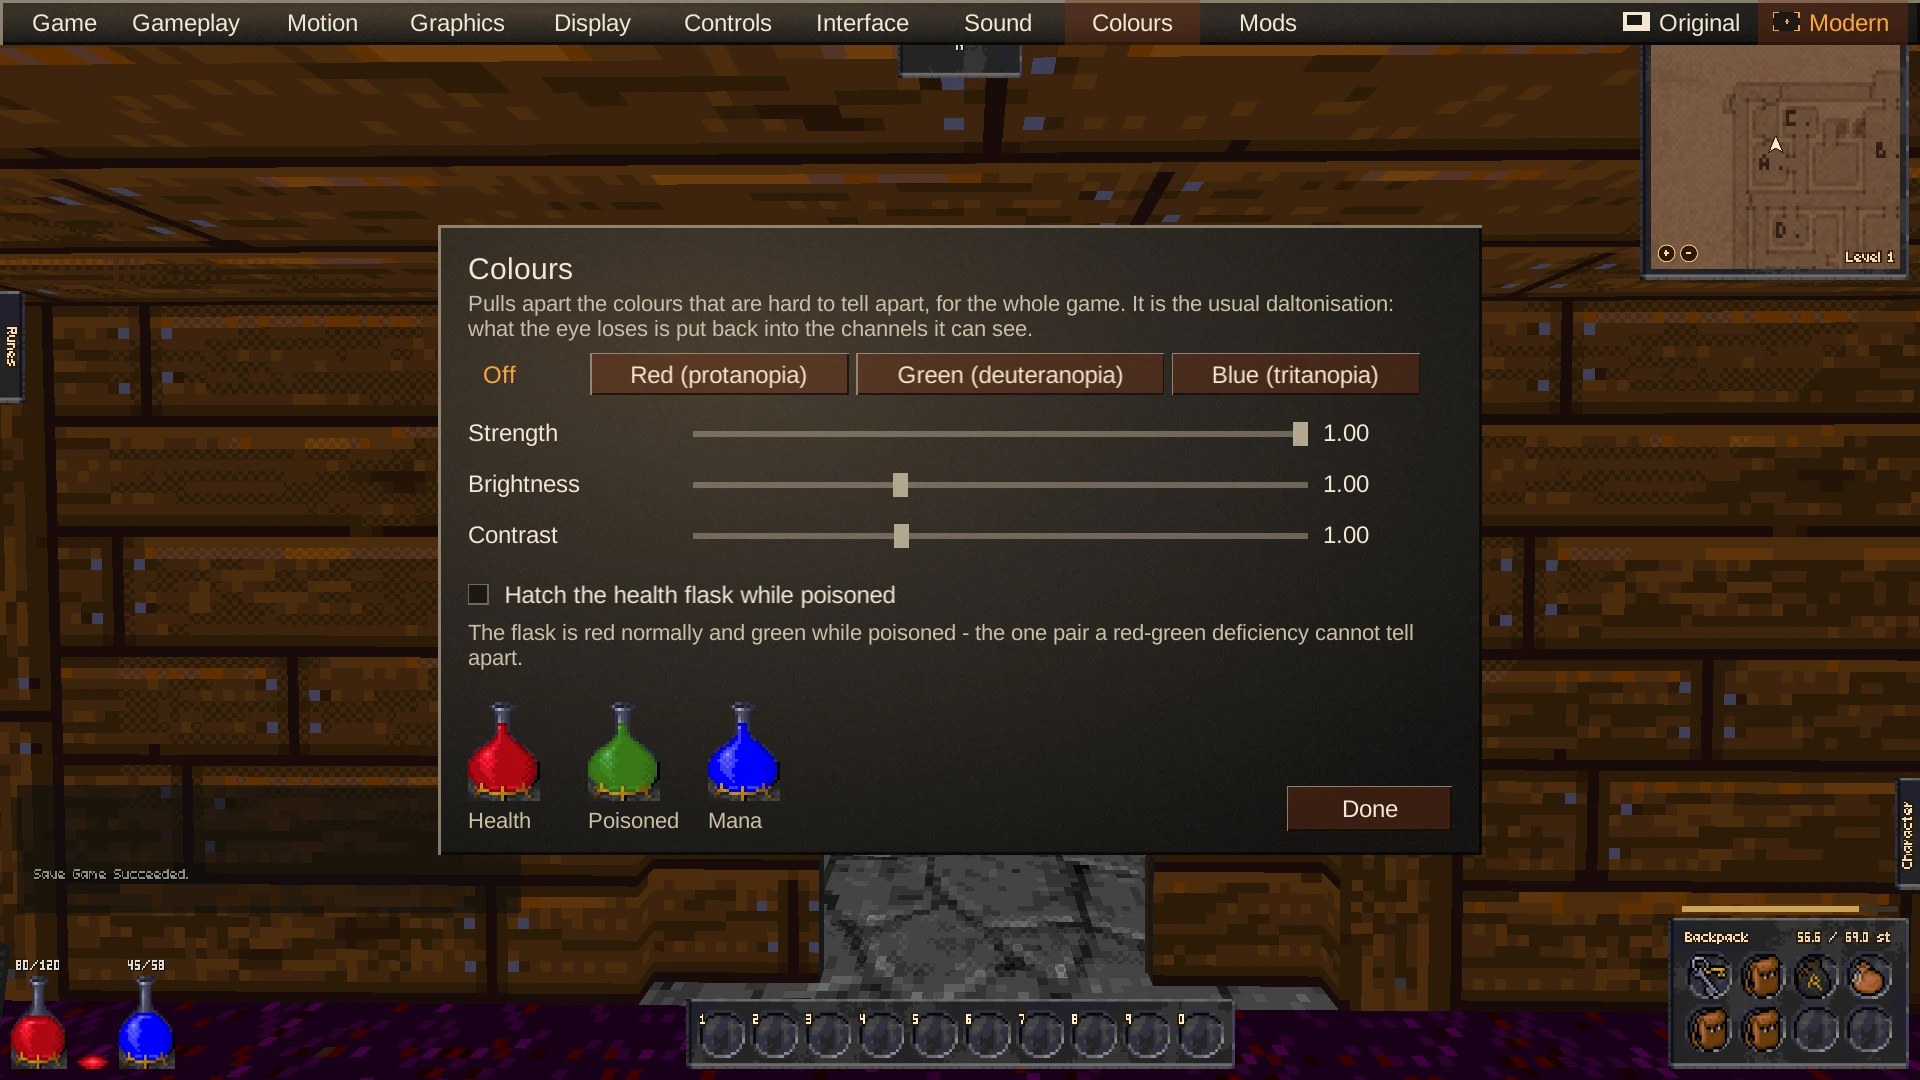 Game Gameplay Motion Graphics Display Controls Interface Sound Colours Mods Original Modern
C .
A .
B .
D .
Level 1
Runes
Colours
Pulls apart the colours that are hard to tell apart, for the whole game. It is the usual daltonisation:
what the eye loses is put back into the channels it can see.
Off Red (protanopia) Green (deuteranopia) Blue (tritanopia)
Strength 1.00
Brightness 1.00
Contrast 1.00
Hatch the health flask while poisoned
The flask is red normally and green while poisoned - the one pair a red-green deficiency cannot tell
apart.
Health Poisoned Mana
Done
Character
Save Game Succeeded.
Backpack 56.6 / 69.0 st
80/120 45/58
1 2 3 4 5 6 7 8 9 0